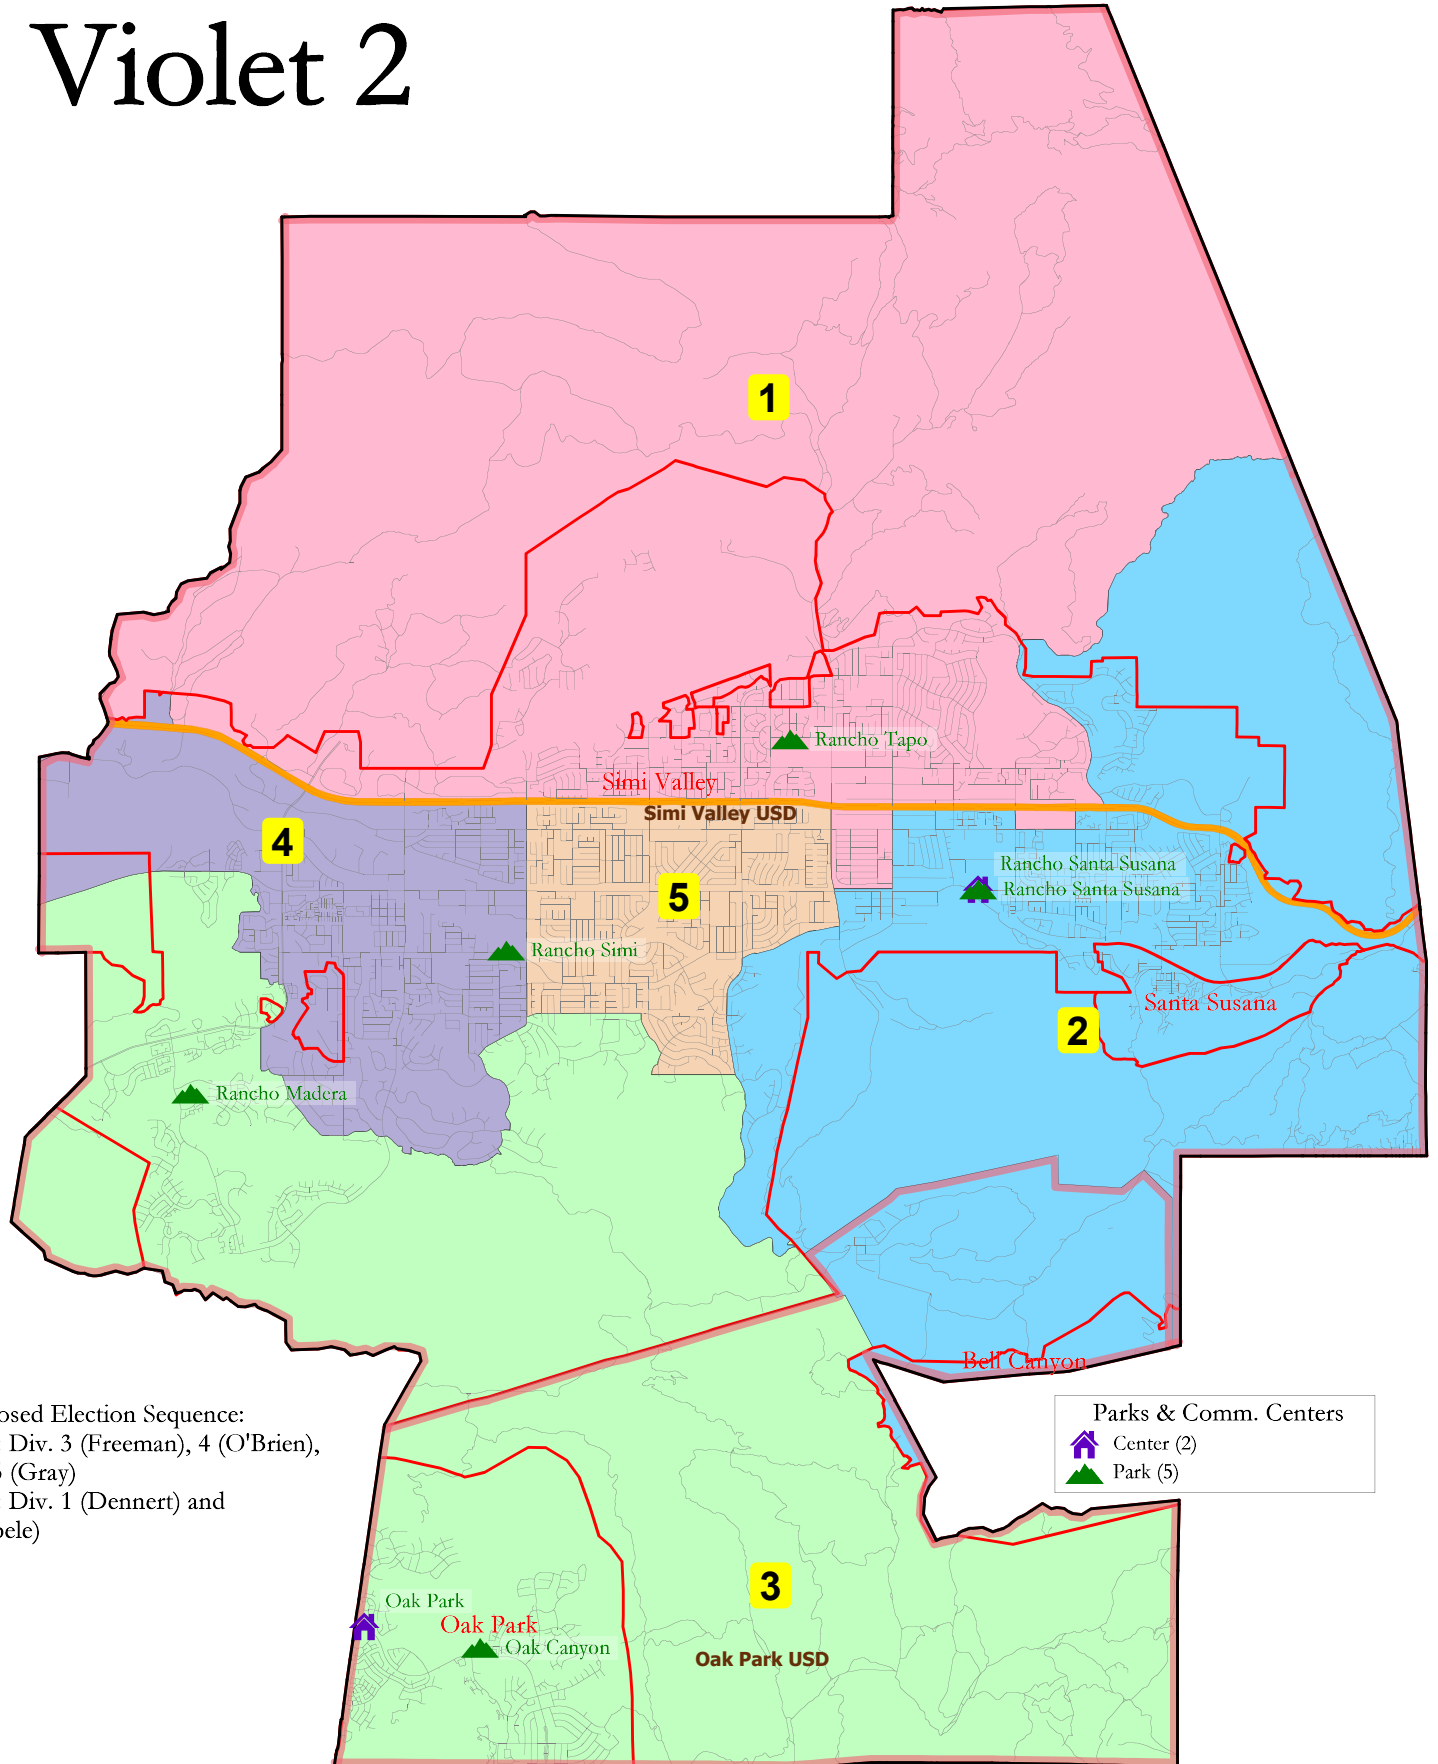 Violet 2
1
Rancho Tapo
Simi Valley
Simi Valley USD
4
Rancho Santa Susana
5
Rancho Santa Susana
Rancho Simi
Santa Susana
2
Rancho Madera
Bell Canyon
osed Election Sequence:
: Div. 3 (Freeman), 4 (O'Brien),
(Gray)
: Div. 1 (Dennert) and
ele)
Parks & Comm. Centers
Center (2)
Park (5)
3
Oak Park
Oak Park
Oak Canyon
Oak Park USD